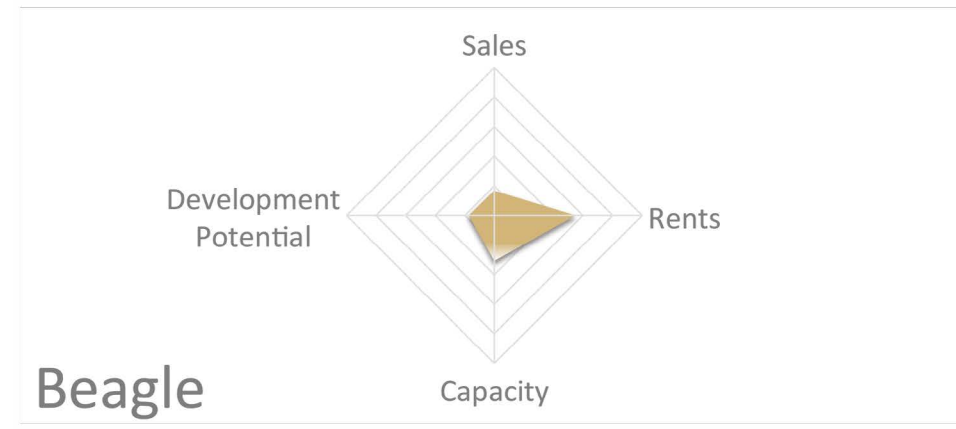 Sales
Development
Potential
Rents
Capacity
Beagle